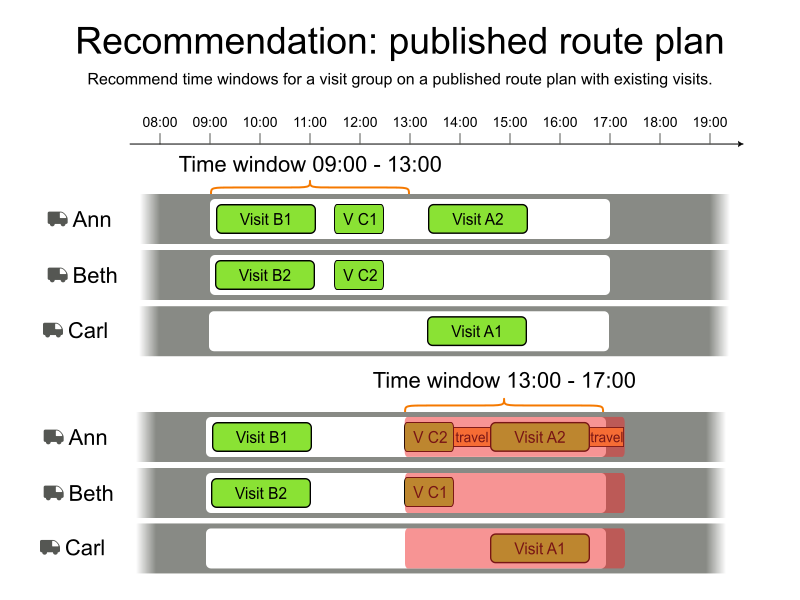 Recommendation: published route plan
Recommend time windows for a visit group on a published route plan with existing visits.
08:00 09:00 10:00 11:00 12:00 13:00 14:00 15:00 16:00 17:00 18:00 19:00
Time window 09:00 - 13:00
Ann Visit B1 V C1 Visit A2
Beth Visit B2 V C2
Carl Visit A1
Time window 13:00 - 17:00
Ann Visit B1 V C2 travel Visit A2 travel
Beth Visit B2 V C1
Carl Visit A1